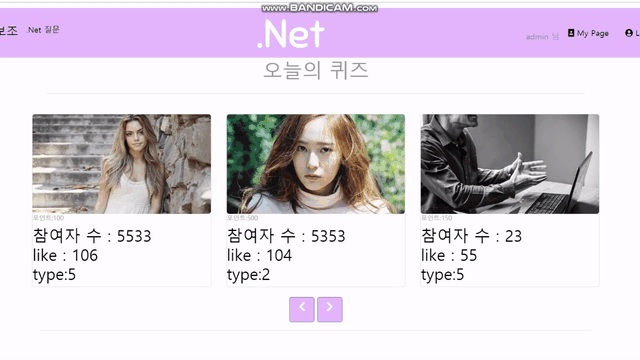 www.BANDICAM.com
보조 .Net 질문
.Net
admin 님 My Page
오늘의 퀴즈
포인트:100
참여자 수 : 5533
like : 106
type:5
포인트:500
참여자 수 : 5353
like : 104
type:2
포인트:150
참여자 수 : 23
like : 55
type:5